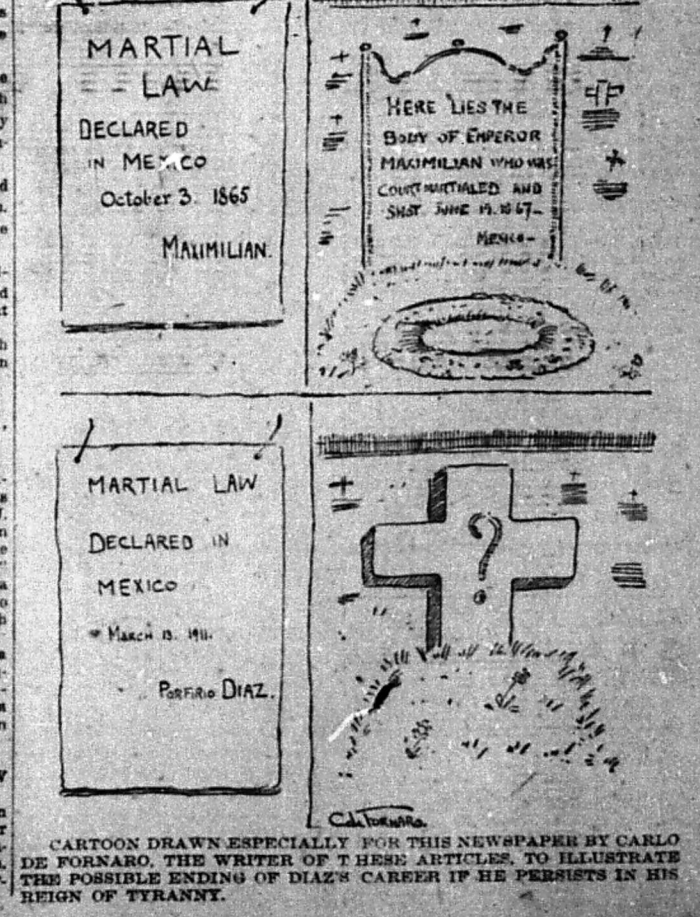 MARTIAL
LAW
DECLARED
IN MEXICO
October 3. 1865
MAXIMILIAN.
HERE LIES THE
BODY OF EMPEROR
MAXIMILIAN WHO WAS
COURTMARTIALED AND
SHOT JUNE 19. 1867-
MEXICO-
MARTIAL LAW
DECLARED IN
MEXICO
MARCH 13. 1911.
PORFIRIO DIAZ.
?
C. de FORNARO.
CARTOON DRAWN ESPECIALLY FOR THIS NEWSPAPER BY CARLO
DE FORNARO, THE WRITER OF THESE ARTICLES, TO ILLUSTRATE
THE POSSIBLE ENDING OF DIAZ'S CAREER IF HE PERSISTS IN HIS
REIGN OF TYRANNY.